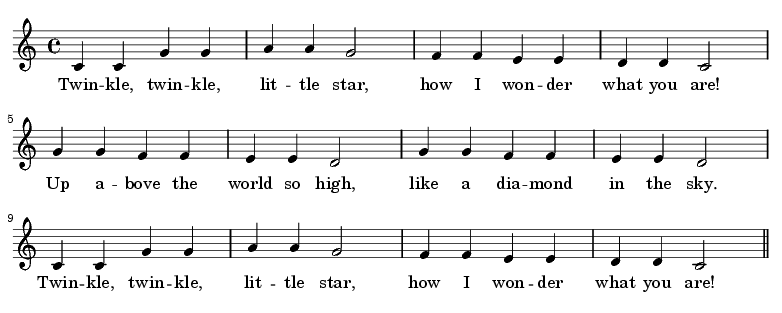 Twin-kle, twin-kle, lit - tle star, how I won-der what you are!
5
Up a - bove the world so high, like a dia-mond in the sky.
9
Twin-kle, twin-kle, lit - tle star, how I won-der what you are!